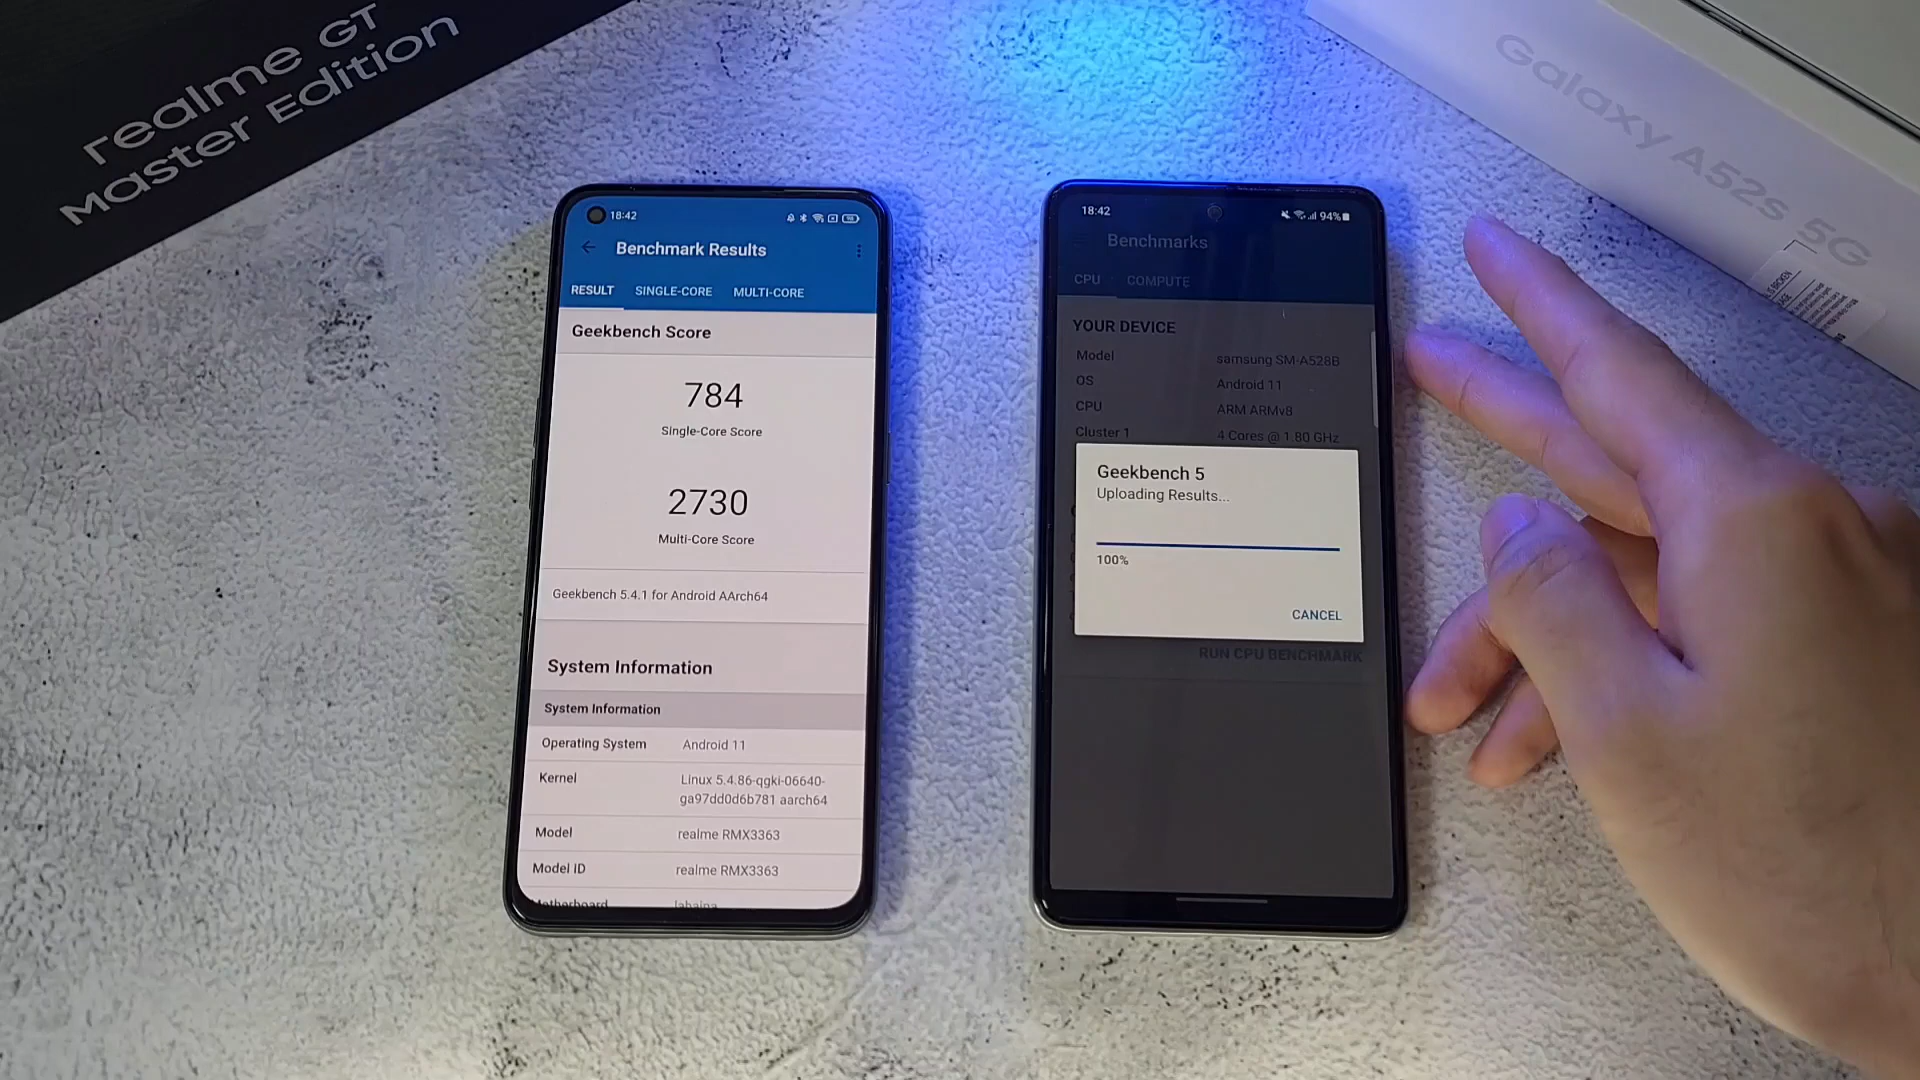 realme GT
Master Edition
Galaxy A52s 5G
18:42
Benchmark Results
RESULT
SINGLE-CORE
MULTI-CORE
Geekbench Score
784
Single-Core Score
2730
Multi-Core Score
Geekbench 5.4.1 for Android AArch64
System Information
System Information
Operating System Android 11
Kernel Linux 5.4.86-qgki-06640-
ga97dd0d6b781 aarch64
Model realme RMX3363
Model ID realme RMX3363
Motherboard lahaina
18:42
94%
Benchmarks
CPU
COMPUTE
YOUR DEVICE
Model samsung SM-A528B
OS Android 11
CPU ARM ARMv8
Cluster 1 4 Cores @ 1.80 GHz
Geekbench 5
Uploading Results...
100%
CANCEL
RUN CPU BENCHMARK